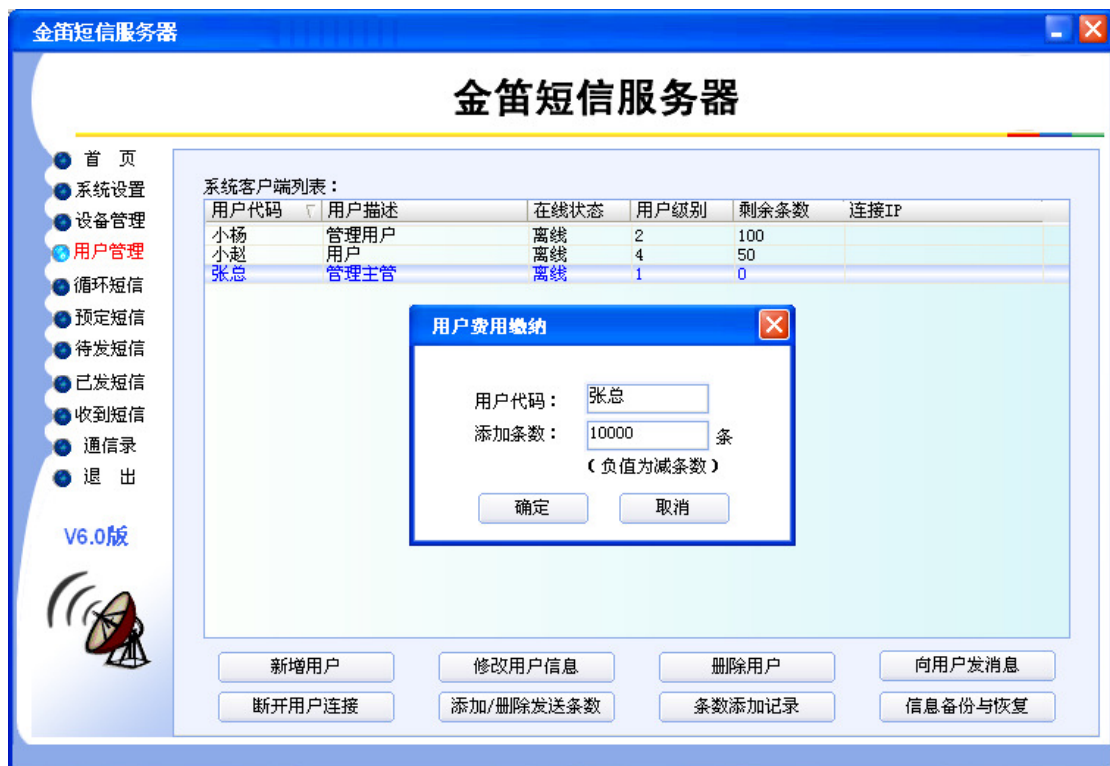 金笛短信服务器
金笛短信服务器
首 页
系统设置
设备管理
用户管理
循环短信
预定短信
待发短信
已发短信
收到短信
通信录
退 出
V6.0版
系统客户端列表：
用户代码 用户描述 在线状态 用户级别 剩余条数 连接IP
小杨 管理用户 离线 2 100
小赵 用户 离线 4 50
张总 管理主管 离线 1 0
用户费用缴纳
用户代码： 张总
添加条数： 10000 条
(负值为减条数)
确定 取消
新增用户 修改用户信息 删除用户 向用户发消息
断开用户连接 添加/删除发送条数 条数添加记录 信息备份与恢复